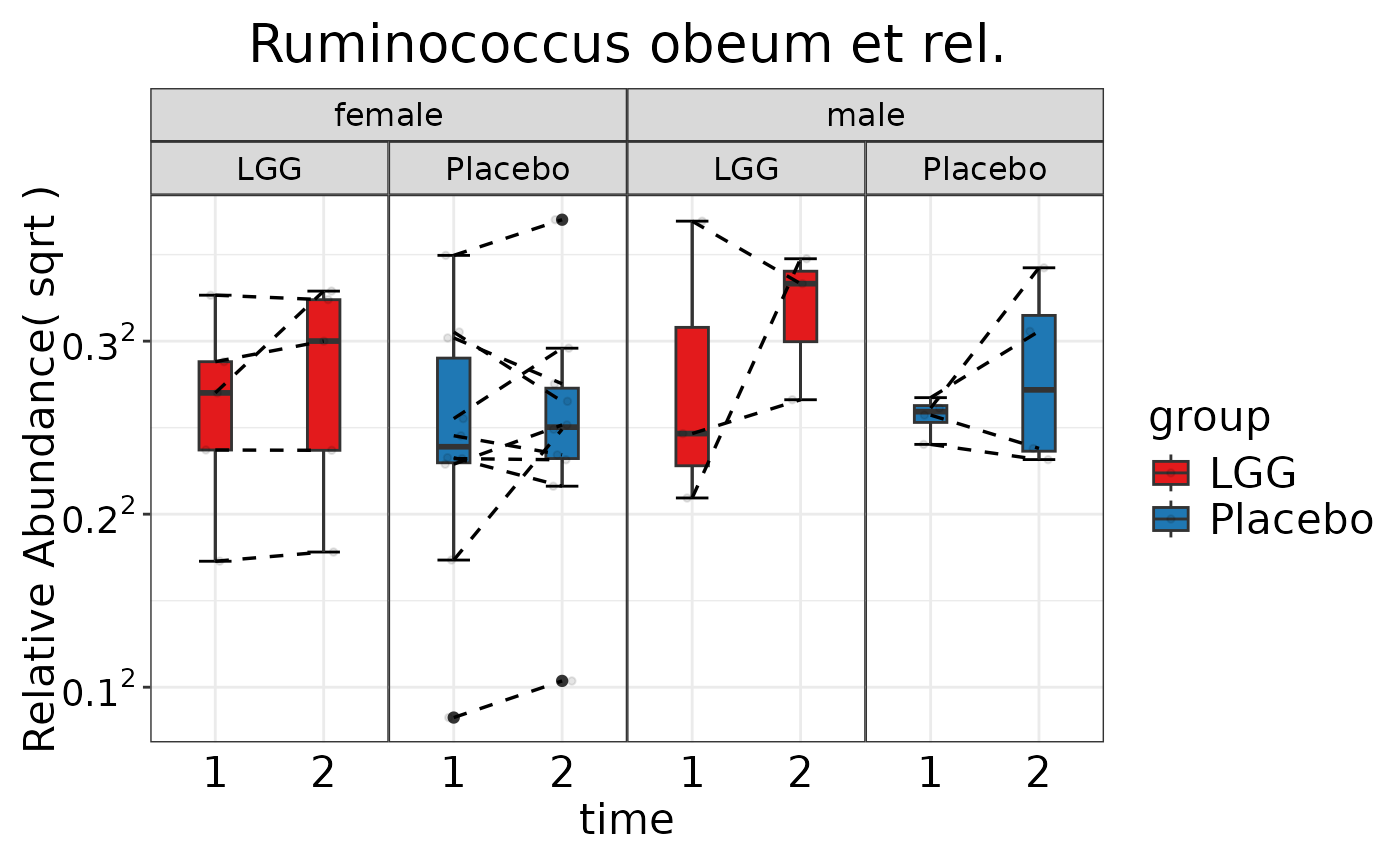 Ruminococcus obeum et rel.
female male
LGG Placebo LGG Placebo
Relative Abundance( sqrt )
0.3²
0.2²
0.1²
1 2 1 2 1 2 1 2
time
group
LGG
Placebo